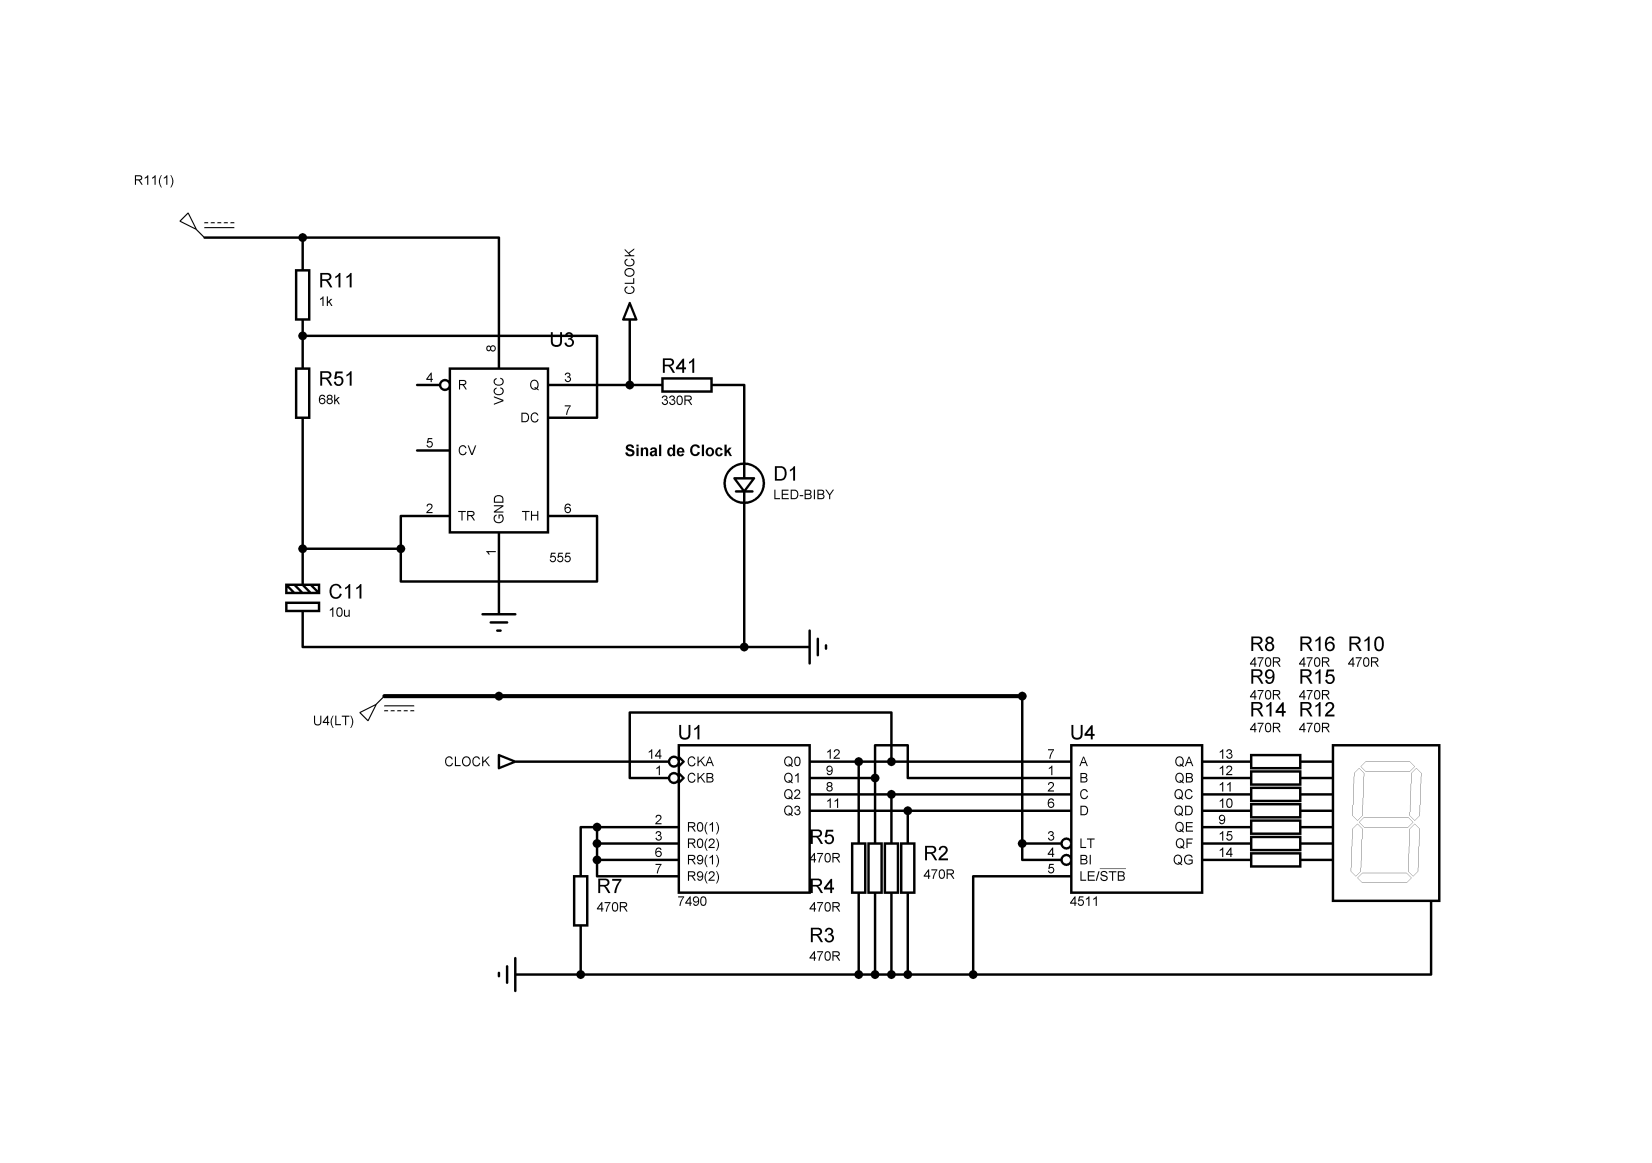 R11(1)
R11
1k
R51
68k
C11
10u
U3
4 R
5 CV
2 TR
8 VCC
1 GND
Q 3
DC 7
TH 6
555
CLOCK
R41
330R
Sinal de Clock
D1
LED-BIBY
U4(LT)
CLOCK
U1
14 CKA
1 CKB
2 R0(1)
3 R0(2)
6 R9(1)
7 R9(2)
Q0 12
Q1 9
Q2 8
Q3 11
7490
R7
470R
R5
470R
R4
470R
R3
470R
R2
470R
U4
7 A
1 B
2 C
6 D
3 LT
4 BI
5 LE/STB
QA 13
QB 12
QC 11
QD 10
QE 9
QF 15
QG 14
4511
R8 R16 R10
470R 470R 470R
R9 R15
470R 470R
R14 R12
470R 470R